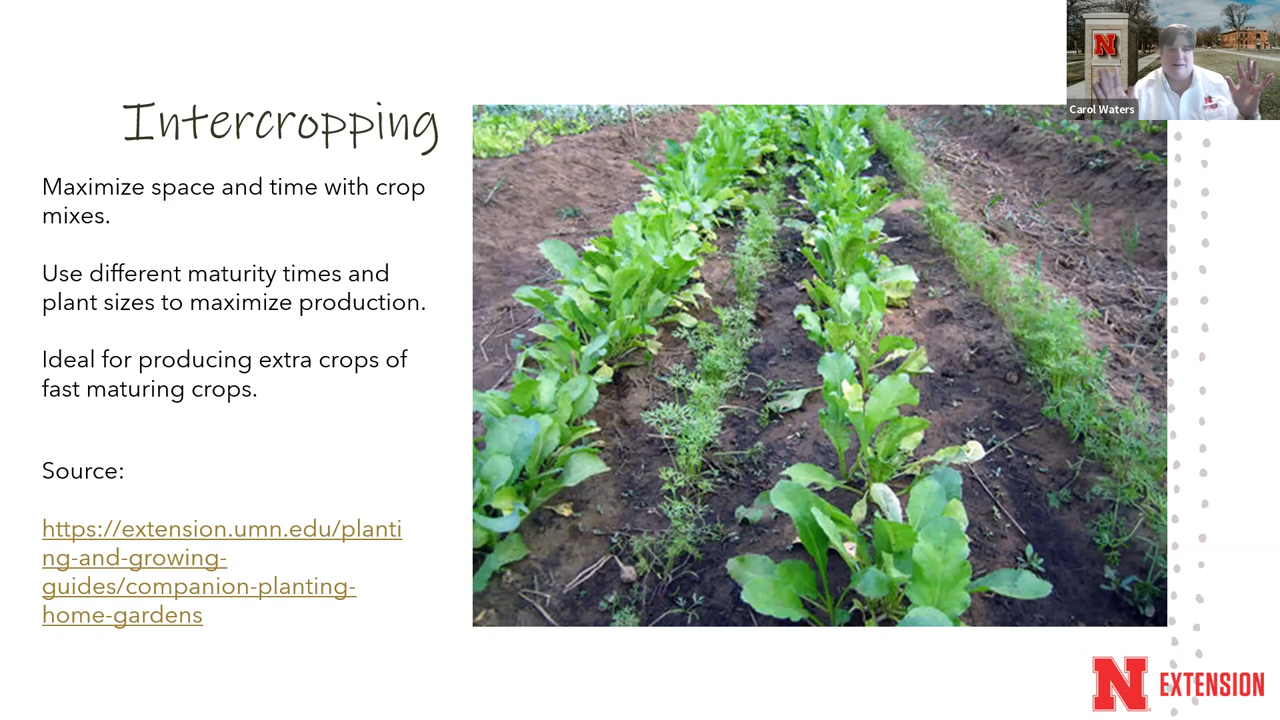 N
Carol Waters
Intercropping
Maximize space and time with crop
mixes.
Use different maturity times and
plant sizes to maximize production.
Ideal for producing extra crops of
fast maturing crops.
Source:
https://extension.umn.edu/planti
ng-and-growing-
guides/companion-planting-
home-gardens
N EXTENSION